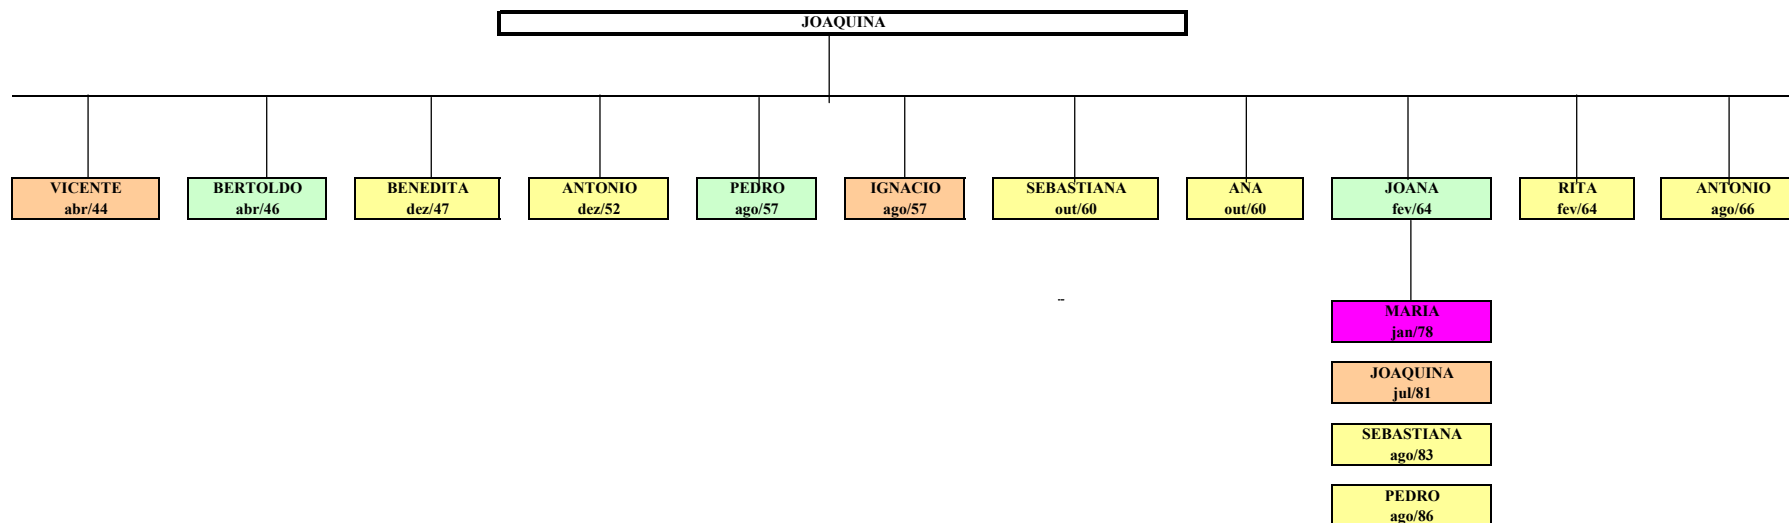 JOAQUINA
VICENTE
abr/44
BERTOLDO
abr/46
BENEDITA
dez/47
ANTONIO
dez/52
PEDRO
ago/57
IGNACIO
ago/57
SEBASTIANA
out/60
ANA
out/60
JOANA
fev/64
RITA
fev/64
ANTONIO
ago/66
--
MARIA
jan/78
JOAQUINA
jul/81
SEBASTIANA
ago/83
PEDRO
ago/86